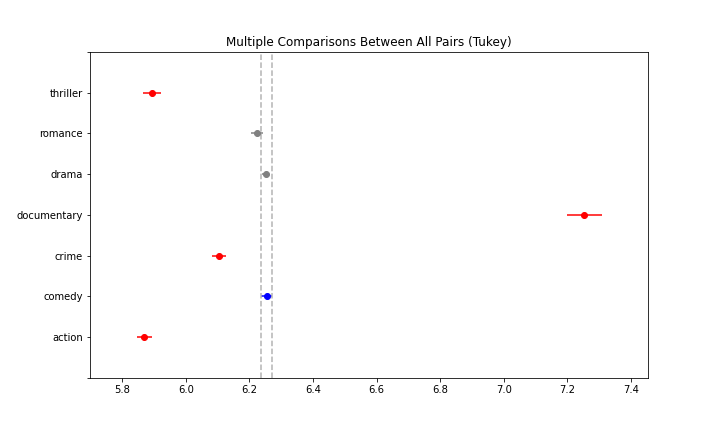 Multiple Comparisons Between All Pairs (Tukey)
thriller
romance
drama
documentary
crime
comedy
action
5.8 6.0 6.2 6.4 6.6 6.8 7.0 7.2 7.4